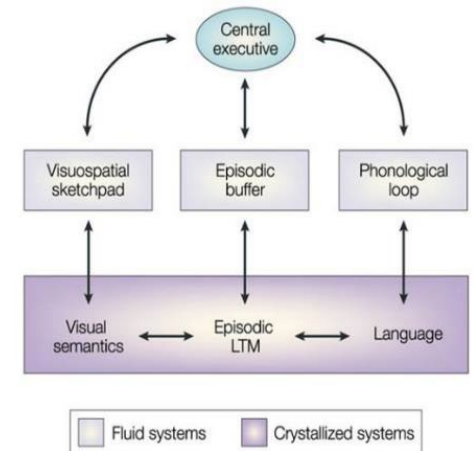 Central
executive
Visuospatial
sketchpad
Episodic
buffer
Phonological
loop
Visual
semantics
Episodic
LTM
Language
Fluid systems
Crystallized systems